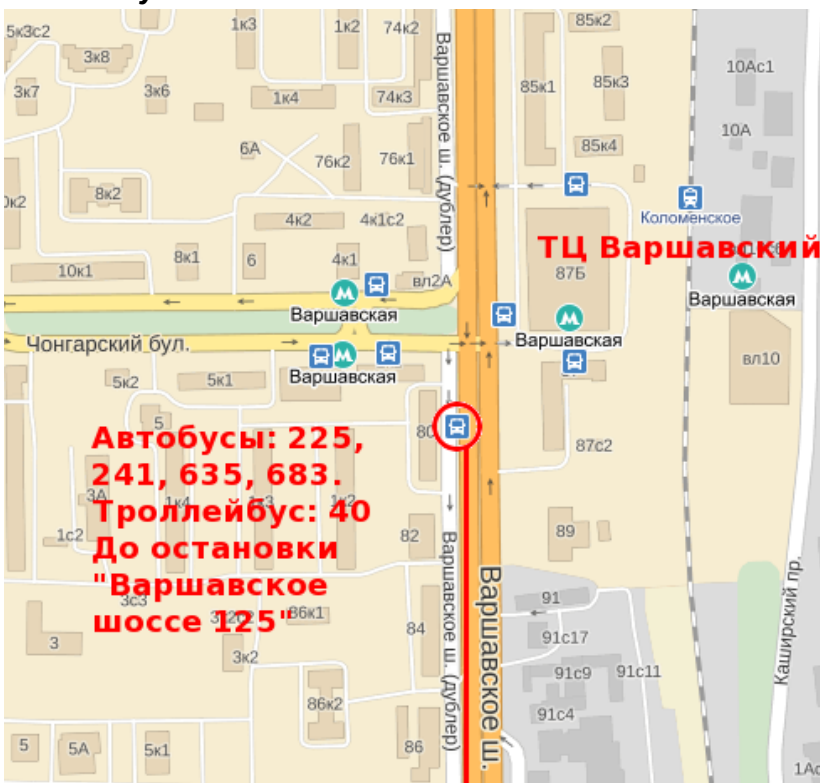 5к3с2
1к3
1к2
74к2
85к2
3к8
3к7
3к6
1к4
74к3
85к1
85к3
10Ас1
10А
6А
76к2
76к1
85к4
Варшавское ш. (дублер)
8к2
4к2
4к1с2
Коломенское
ТЦ Варшавский
10к1
8к1
6
4к1
вл2А
87Б
Варшавская
Варшавская
Варшавская
Варшавская
Чонгарский бул.
вл10
5к2
5к1
5
80
87с2
Автобусы: 225,
241, 635, 683.
Троллейбус: 40
До остановки
"Варшавское
шоссе 125"
3А
1к4
1к2
1с2
82
89
3с3
86к1
84
91
91с17
91с9
91с11
91с4
3
3к2
86к2
86
5
5А
5к1
Варшавское ш. (дублер)
Варшавское ш.
Каширский пр.